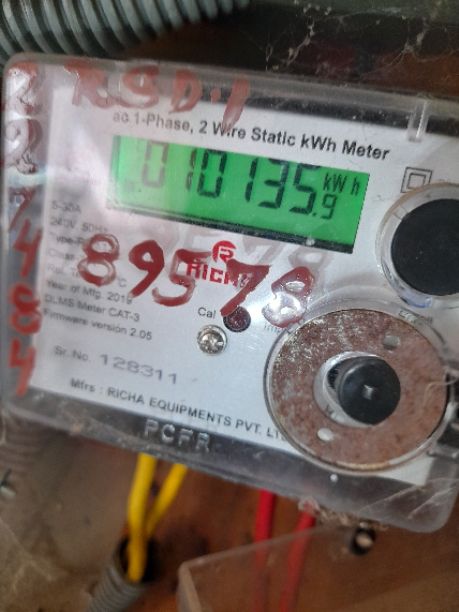 RSD.1
ac 1-Phase, 2 Wire Static kWh Meter
010135.9 kWh
5-30A
240V, 50Hz
89578
RICHA
Year of Mfg. 2019
DLMS Meter CAT-3
Firmware version 2.05
Cal
Sr. No. 128311
Mfrs : RICHA EQUIPMENTS PVT. LT
PCFR